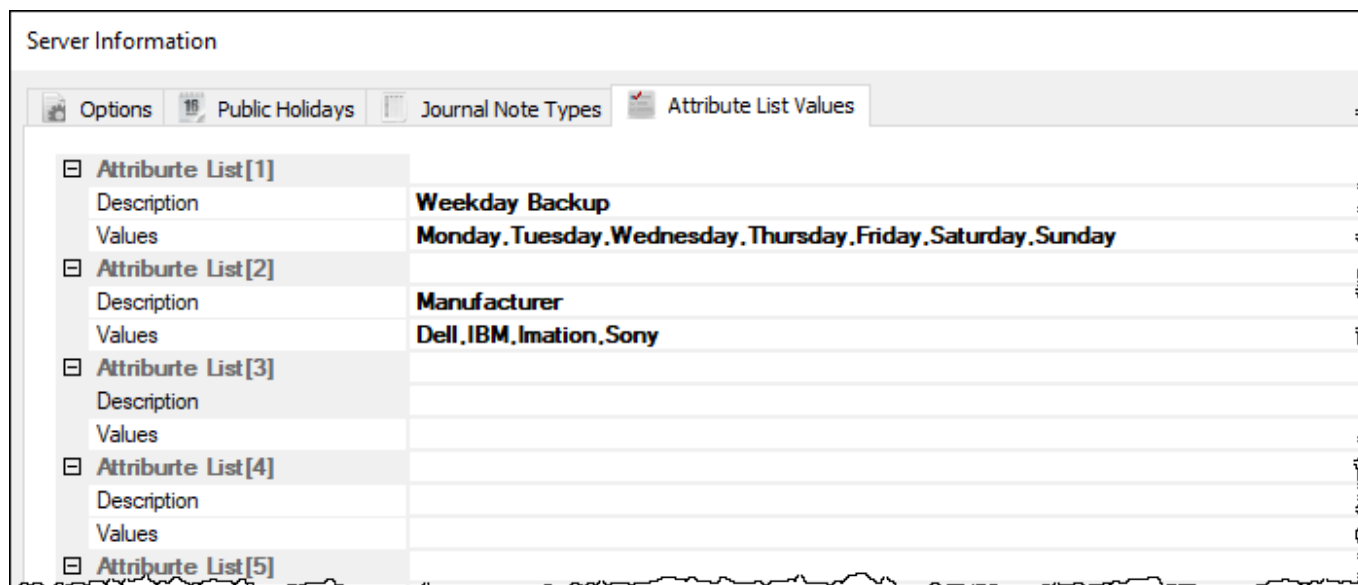 Server Information
Options Public Holidays Journal Note Types Attribute List Values
Attriburte List[1]
Description Weekday Backup
Values Monday,Tuesday,Wednesday,Thursday,Friday,Saturday,Sunday
Attriburte List[2]
Description Manufacturer
Values Dell,IBM,Imation,Sony
Attriburte List[3]
Description
Values
Attriburte List[4]
Description
Values
Attriburte List[5]